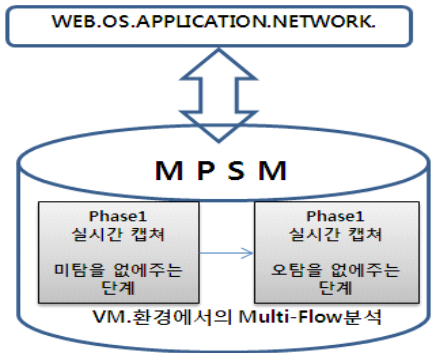 WEB.OS.APPLICATION.NETWORK.
M P S M
Phase1
실시간 캡쳐
미탐을 없에주는
단계
Phase1
실시간 캡쳐
오탐을 없에주는
단계
VM.환경에서의 Multi-Flow분석